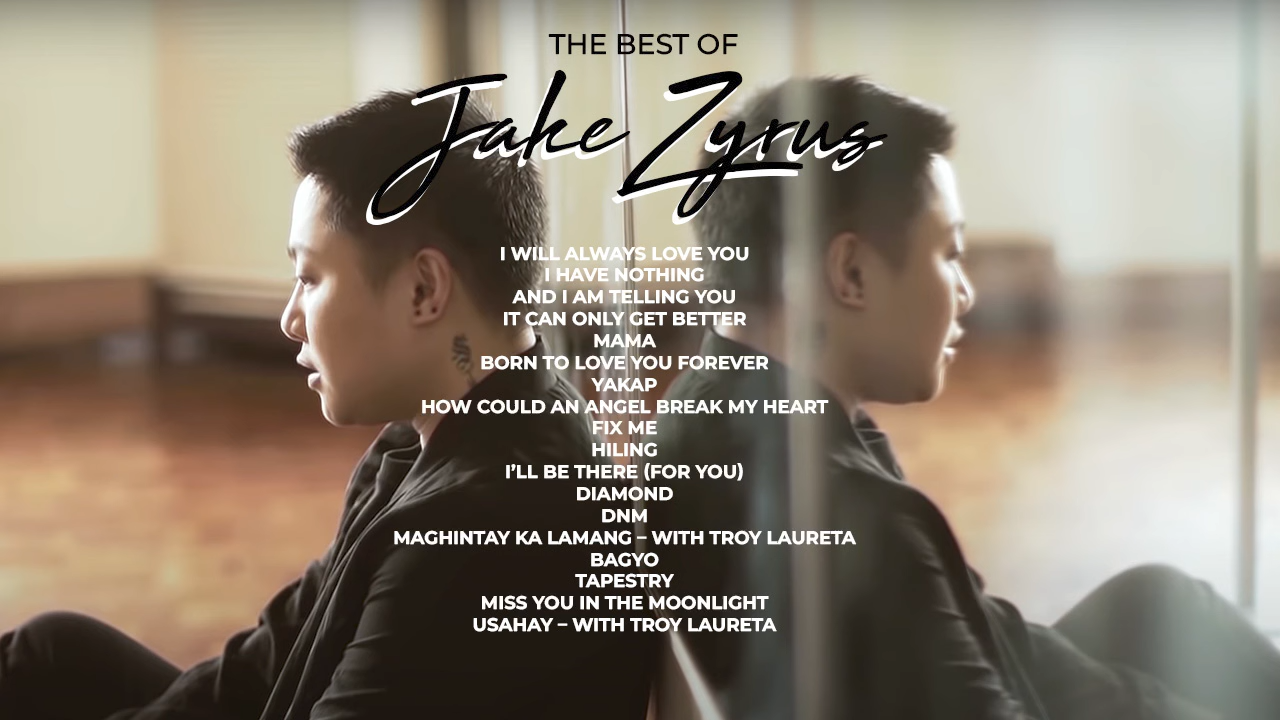 THE BEST OF
Jake Zyrus
I WILL ALWAYS LOVE YOU
I HAVE NOTHING
AND I AM TELLING YOU
IT CAN ONLY GET BETTER
MAMA
BORN TO LOVE YOU FOREVER
YAKAP
HOW COULD AN ANGEL BREAK MY HEART
FIX ME
HILING
I’LL BE THERE (FOR YOU)
DIAMOND
DNM
MAGHINTAY KA LAMANG – WITH TROY LAURETA
BAGYO
TAPESTRY
MISS YOU IN THE MOONLIGHT
USAHAY – WITH TROY LAURETA